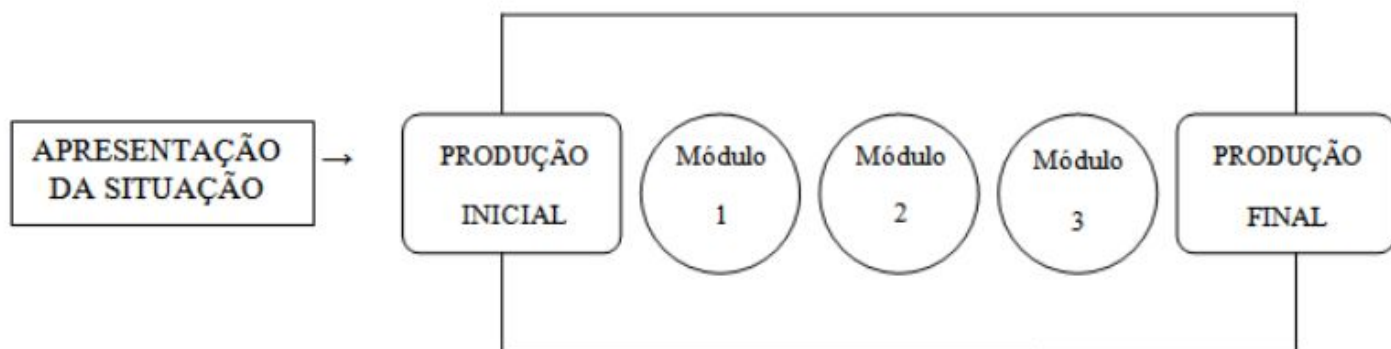 APRESENTAÇÃO
DA SITUAÇÃO
→
PRODUÇÃO
INICIAL
Módulo
1
Módulo
2
Módulo
3
PRODUÇÃO
FINAL